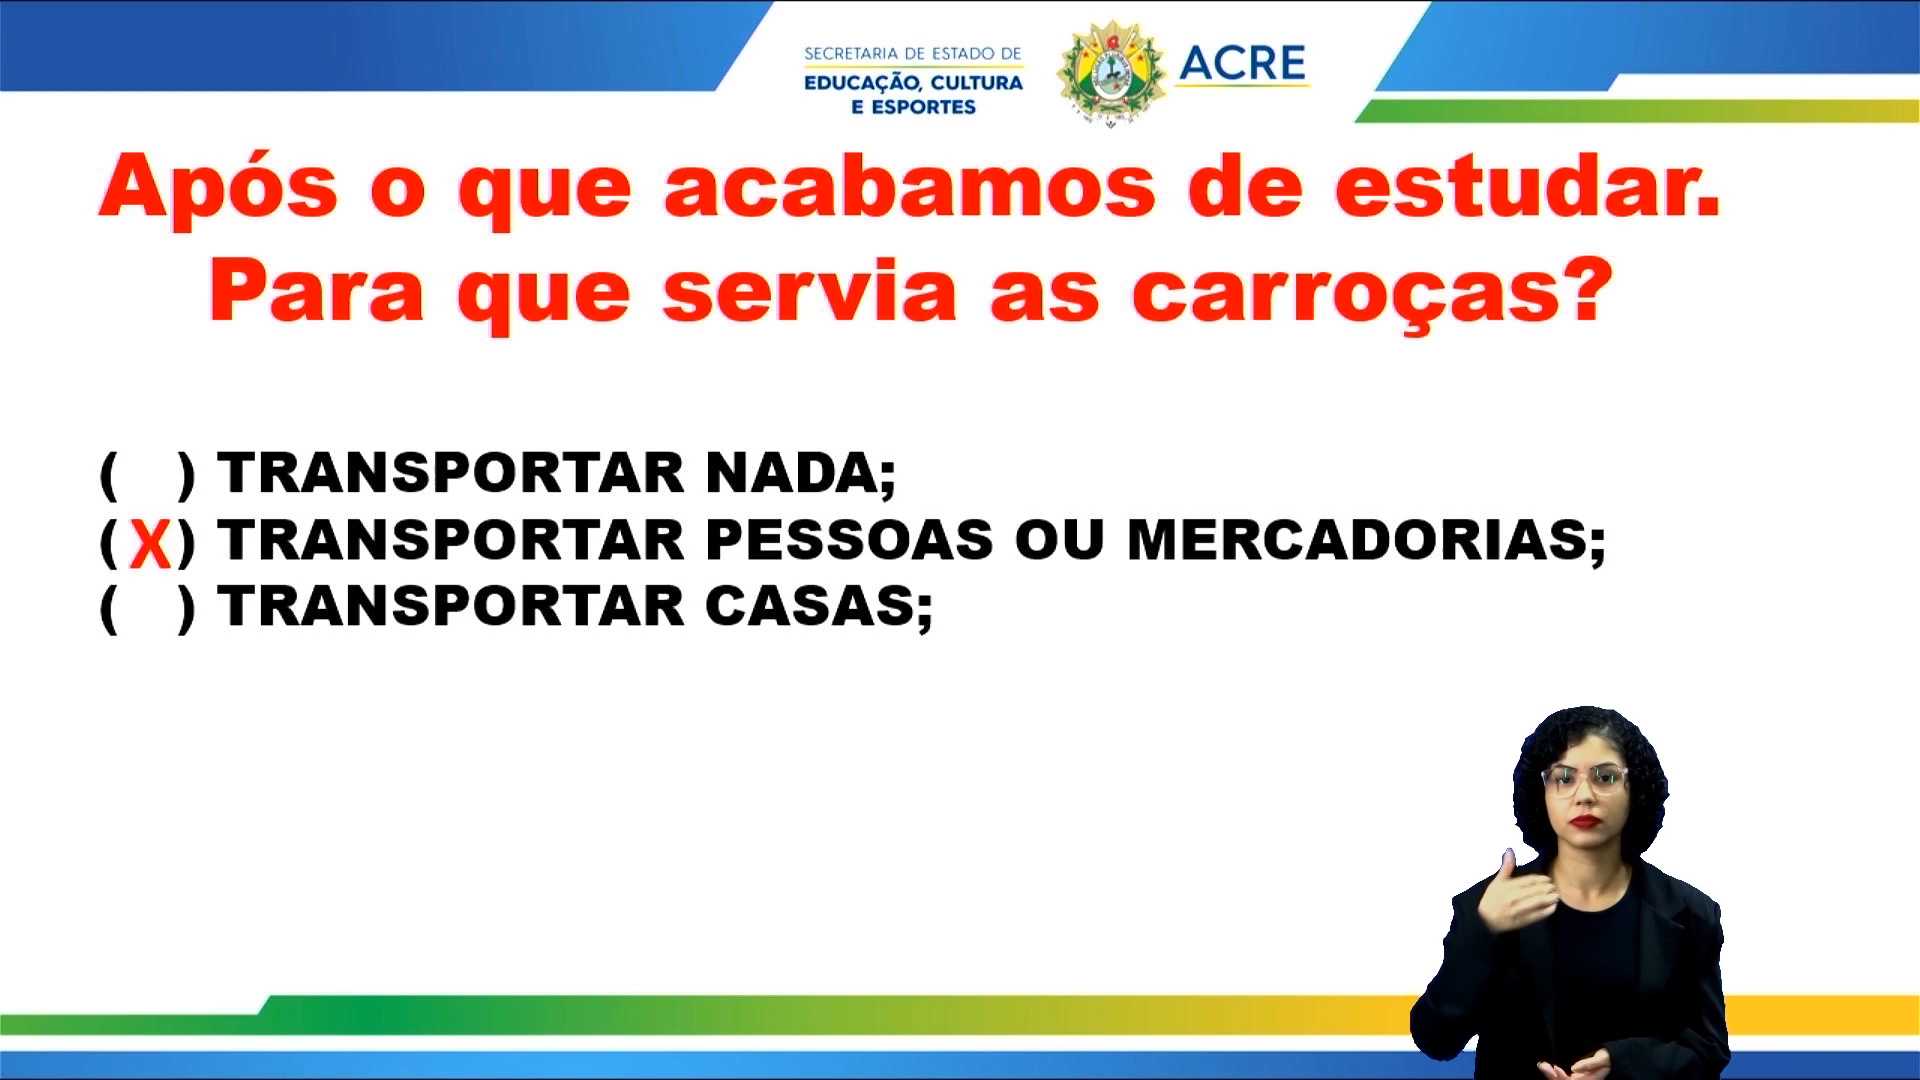 SECRETARIA DE ESTADO DE
EDUCAÇÃO, CULTURA
E ESPORTES
ACRE
Após o que acabamos de estudar.
Para que servia as carroças?
( ) TRANSPORTAR NADA;
(X) TRANSPORTAR PESSOAS OU MERCADORIAS;
( ) TRANSPORTAR CASAS;